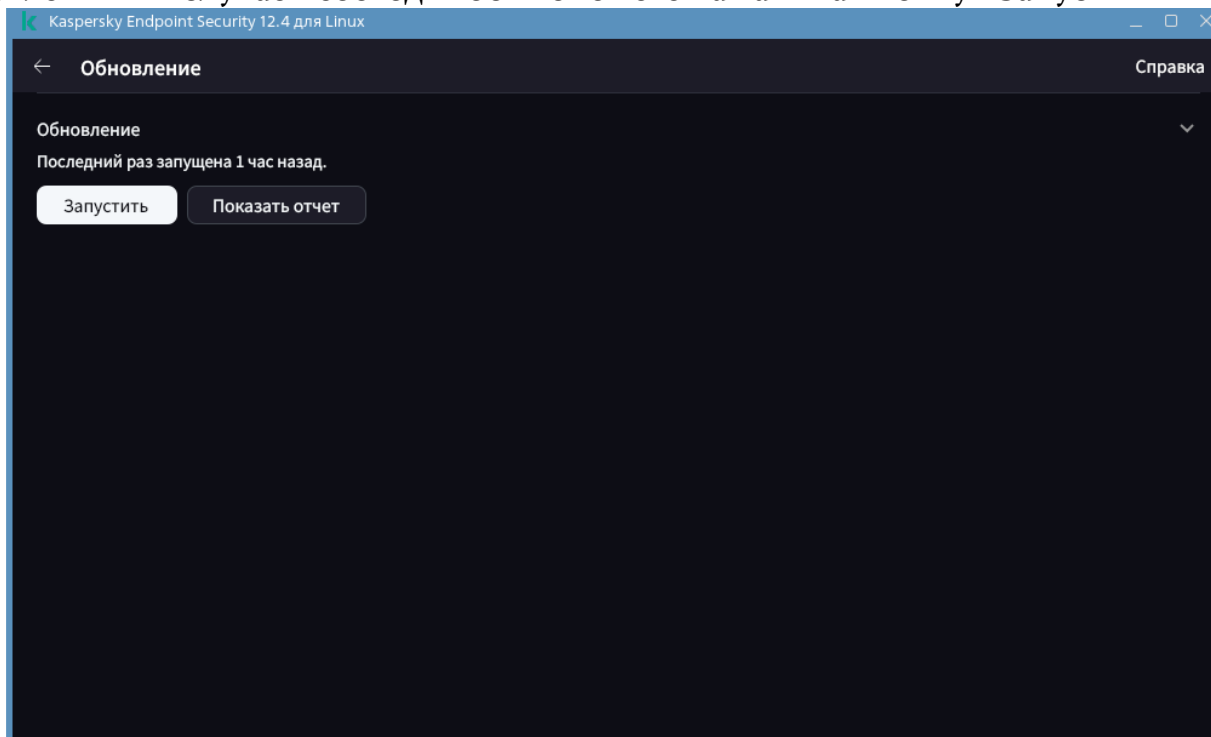 Kaspersky Endpoint Security 12.4 для Linux
Обновление
Справка
Обновление
Последний раз запущена 1 час назад.
Запустить
Показать отчет